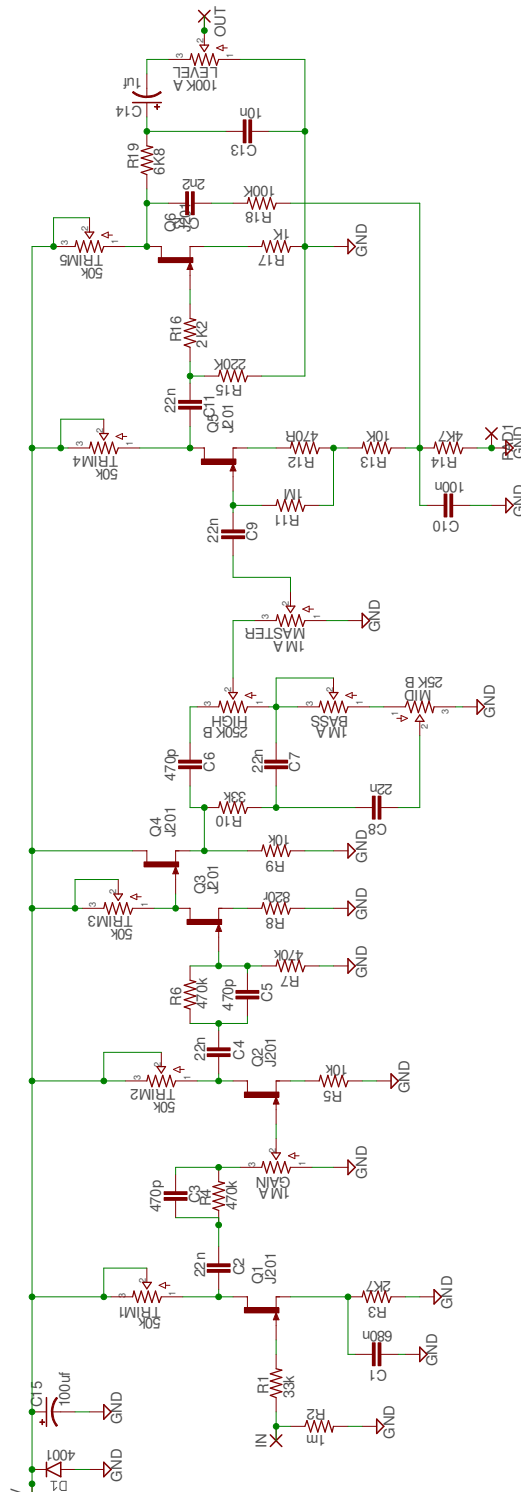 OUT
100K A
LEVEL
1uf
C14
10n
C13
R19
6K8
2n2
100K
R18
Q6
J201
1K
R17
GND
50k
TRIM5
R16
2K2
220K
R15
22n
C11
Q5
J201
50k
TRIM4
470R
R12
10K
R13
4K7
R14
PAD1
GND
100n
C10
GND
1M
R11
22n
C9
1M A
MASTER
GND
250K B
HIGH
1M A
BASS
MID
25K B
GND
470p
C6
22n
C7
33k
R10
22n
C8
Q4
J201
10k
R9
GND
Q3
J201
50k
TRIM3
820r
R8
GND
470k
R7
GND
R6
470k
470p
C5
22n
C4
Q2
J201
50k
TRIM2
10k
R5
GND
1M A
GAIN
GND
470p
C3
R4
470k
22n
C2
Q1
J201
50k
TRIM1
2K7
R3
GND
680n
C1
GND
R1
33k
IN
R2
1m
GND
C15
100uf
GND
D1
4001
GND